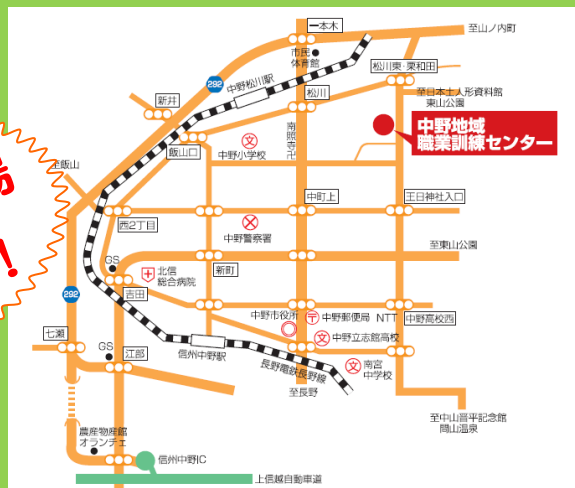 一本木
至山ノ内町
市民
体育館
松川東・栗和田
中野松川駅
292
新井
松川
至日本土人形資料館
東山公園
中野地域
職業訓練センター
飯山口
中野小学校
南照寺卍
至飯山
西2丁目
中町上
王日神社入口
中野警察署
至東山公園
GS
北信
総合病院
新町
吉田
292
中野市役所
中野郵便局
NTT
中野高校西
中野立志館高校
七瀬
GS
江部
信州中野駅
長野電鉄長野線
南宮
中学校
至長野
至中山晋平記念館
間山温泉
農産物産館
オランチェ
信州中野IC
上信越自動車道